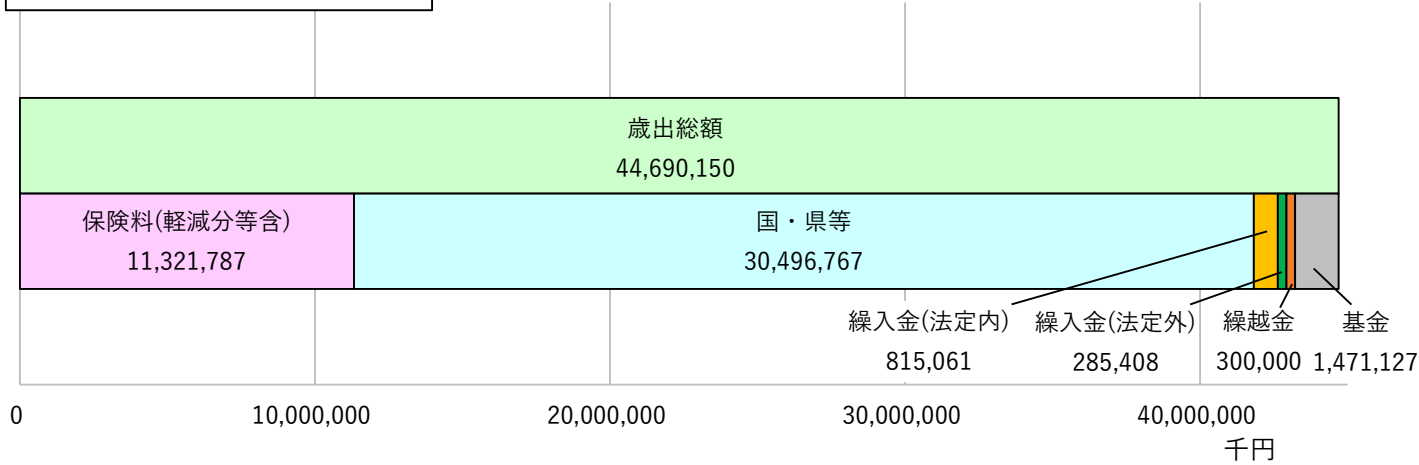 歳出総額
44,690,150
保険料(軽減分等含)
11,321,787
国・県等
30,496,767
繰入金(法定内)
815,061
繰入金(法定外)
285,408
繰越金
300,000
基金
1,471,127
0
10,000,000
20,000,000
30,000,000
40,000,000
千円